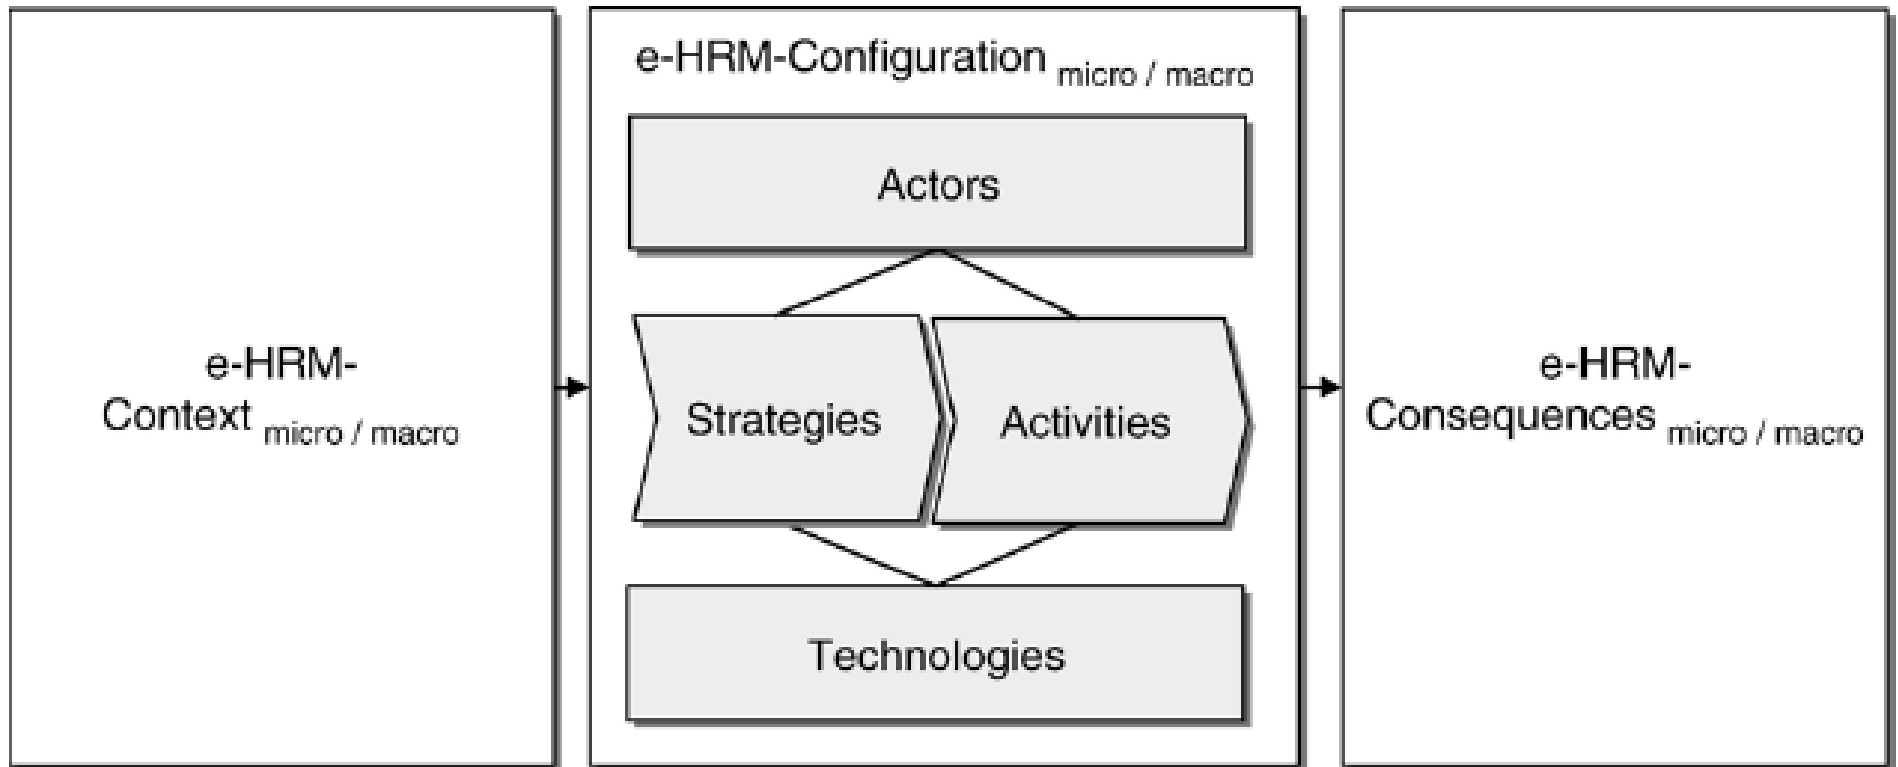 e-HRM-
Context micro / macro
e-HRM-Configuration micro / macro
Actors
Strategies
Activities
Technologies
e-HRM-
Consequences micro / macro